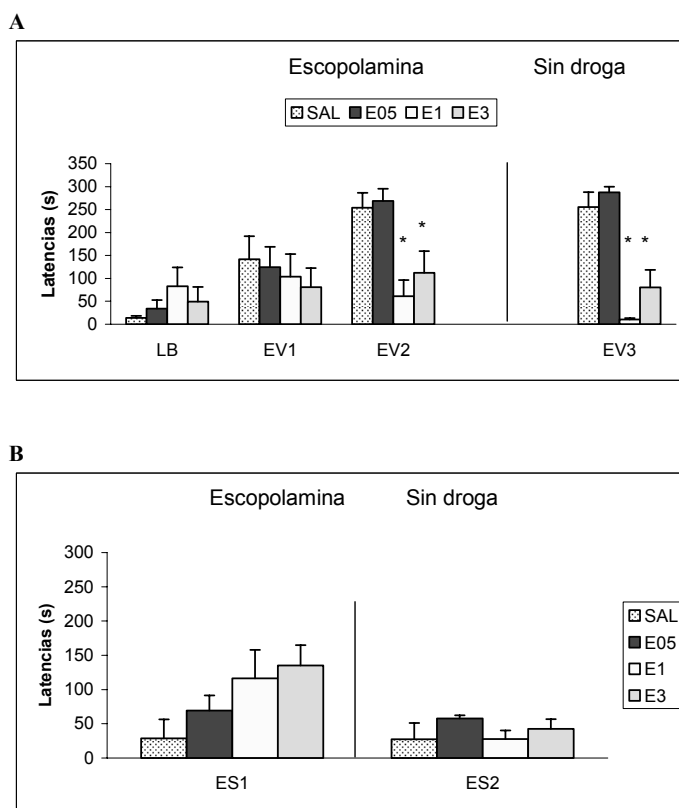 A
Escopolamina Sin droga
SAL E05 E1 E3
Latencias (s)
350
300
250
200
150
100
50
0
* * * *
LB EV1 EV2 EV3
B
Escopolamina Sin droga
Latencias (s)
300
250
200
150
100
50
0
SAL
E05
E1
E3
ES1 ES2